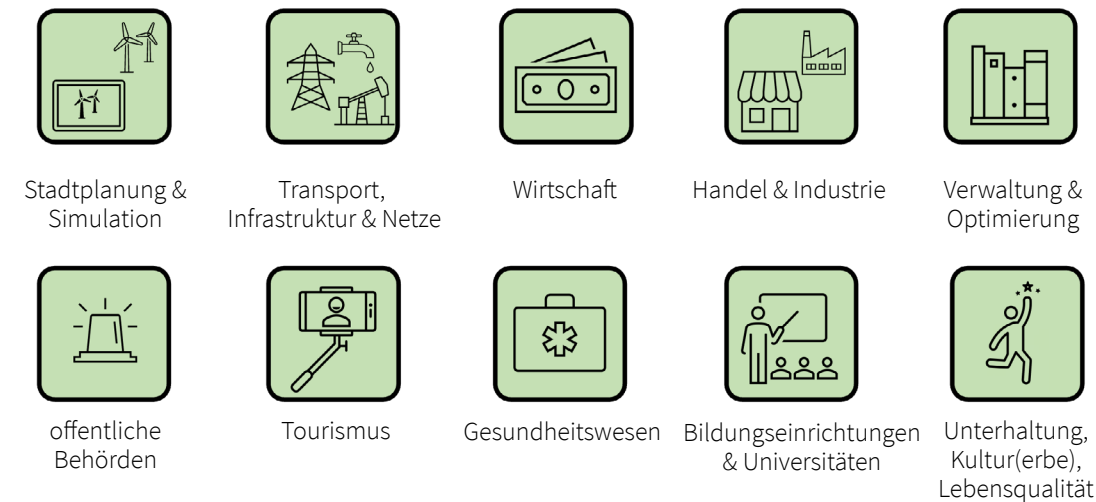 Stadtplanung &
Simulation
Transport,
Infrastruktur & Netze
Wirtschaft
Handel & Industrie
Verwaltung &
Optimierung
offentliche
Behörden
Tourismus
Gesundheitswesen
Bildungseinrichtungen
& Universitäten
Unterhaltung,
Kultur(erbe),
Lebensqualität